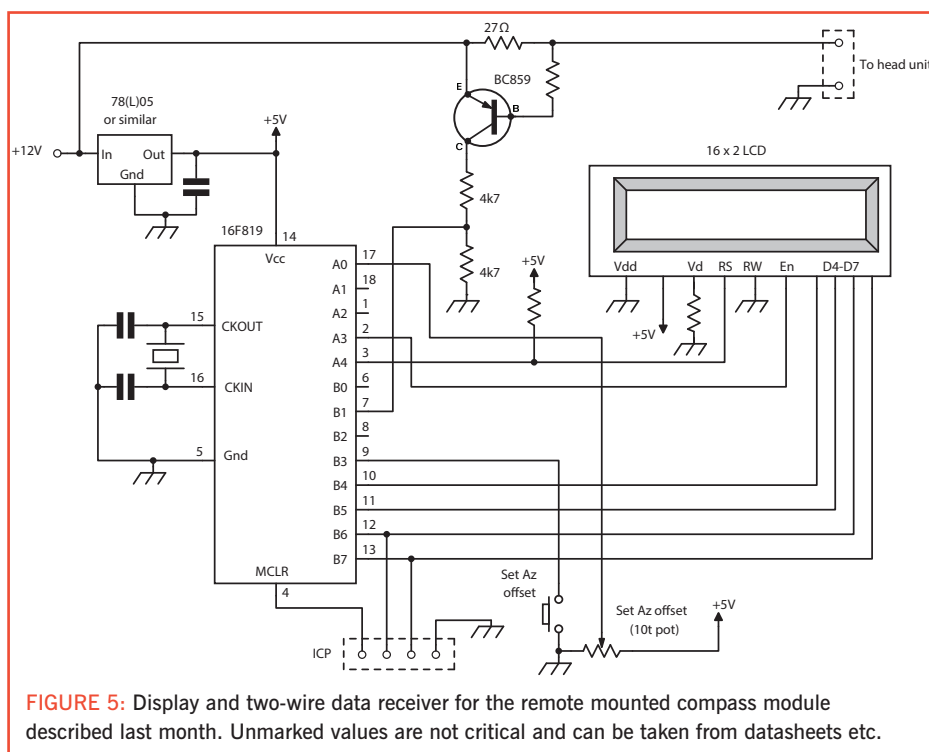 27Ω
BC859
E
B
C
To head unit
78(L)05
or similar
+5V
+12V
In
Out
Gnd
16 x 2 LCD
4k7
4k7
16F819
14
Vcc
17
A0
18
A1
1
A2
2
A3
3
A4
6
B0
7
B1
8
B2
9
B3
10
B4
11
B5
12
B6
13
B7
15
CKOUT
16
CKIN
5
Gnd
MCLR
4
+5V
Vdd
Vd
RS
RW
En
D4-D7
+5V
ICP
Set Az
offset
Set Az offset
(10t pot)
+5V
FIGURE 5: Display and two-wire data receiver for the remote mounted compass module
described last month. Unmarked values are not critical and can be taken from datasheets etc.